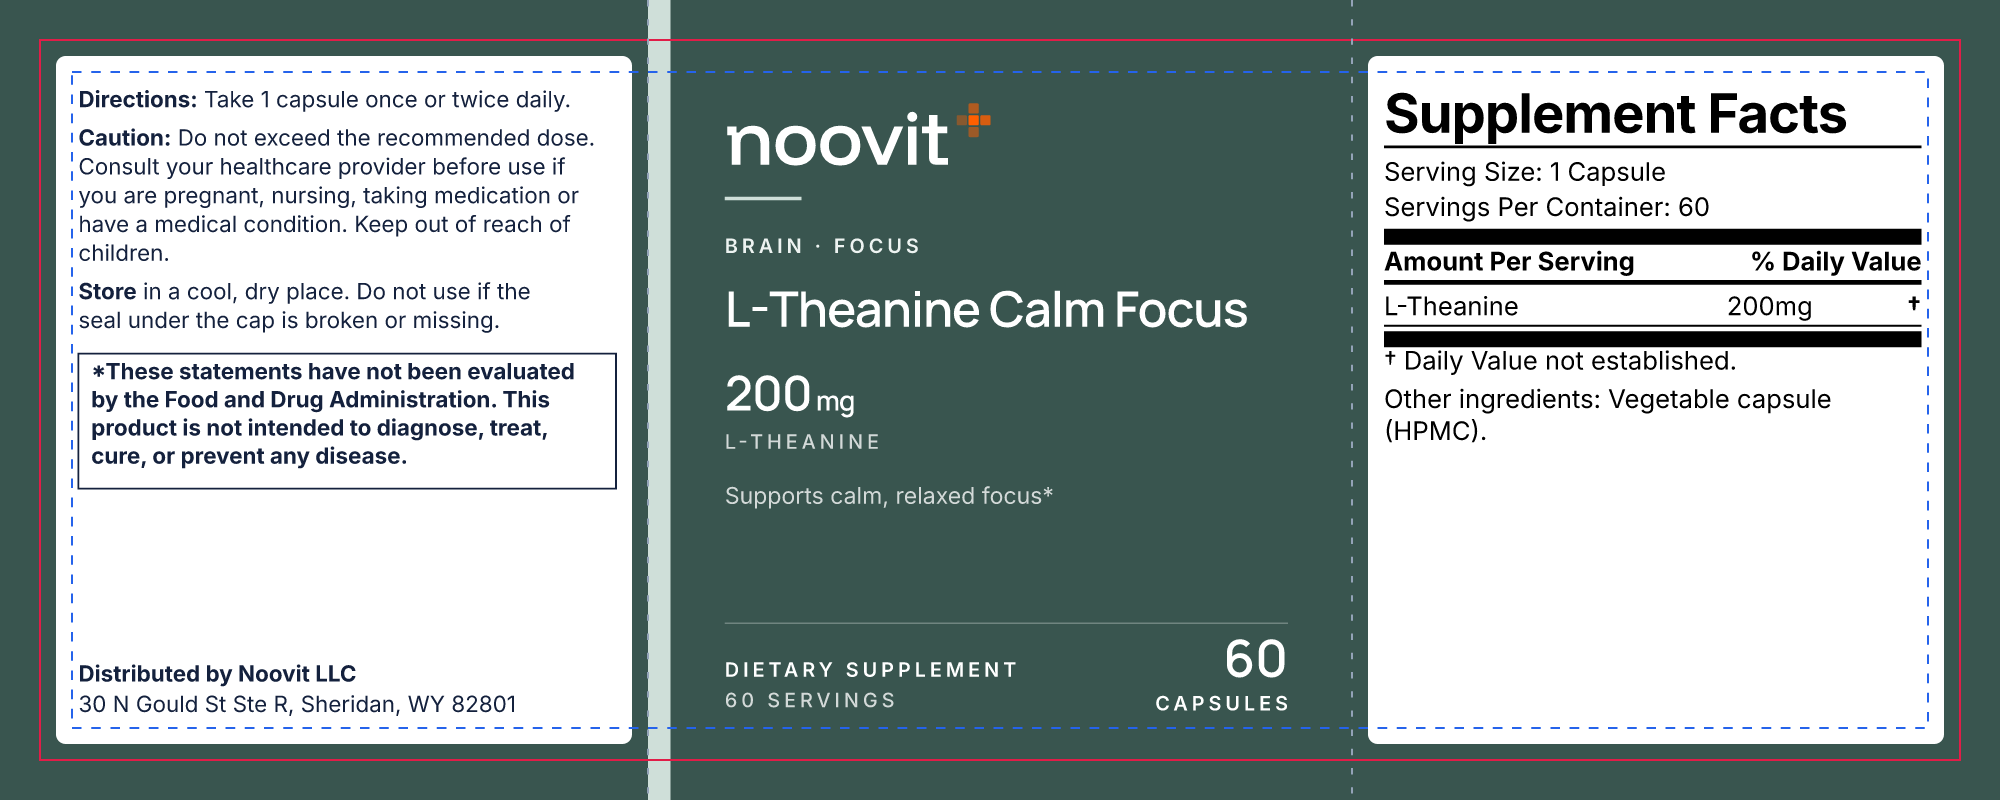 Directions: Take 1 capsule once or twice daily.
Caution: Do not exceed the recommended dose.
Consult your healthcare provider before use if
you are pregnant, nursing, taking medication or
have a medical condition. Keep out of reach of
children.
Store in a cool, dry place. Do not use if the
seal under the cap is broken or missing.
*These statements have not been evaluated
by the Food and Drug Administration. This
product is not intended to diagnose, treat,
cure, or prevent any disease.
Distributed by Noovit LLC
30 N Gould St Ste R, Sheridan, WY 82801
noovit
BRAIN · FOCUS
L-Theanine Calm Focus
200 mg
L-THEANINE
Supports calm, relaxed focus*
DIETARY SUPPLEMENT
60 SERVINGS
60
CAPSULES
Supplement Facts
Serving Size: 1 Capsule
Servings Per Container: 60
Amount Per Serving % Daily Value
L-Theanine 200mg †
† Daily Value not established.
Other ingredients: Vegetable capsule
(HPMC).